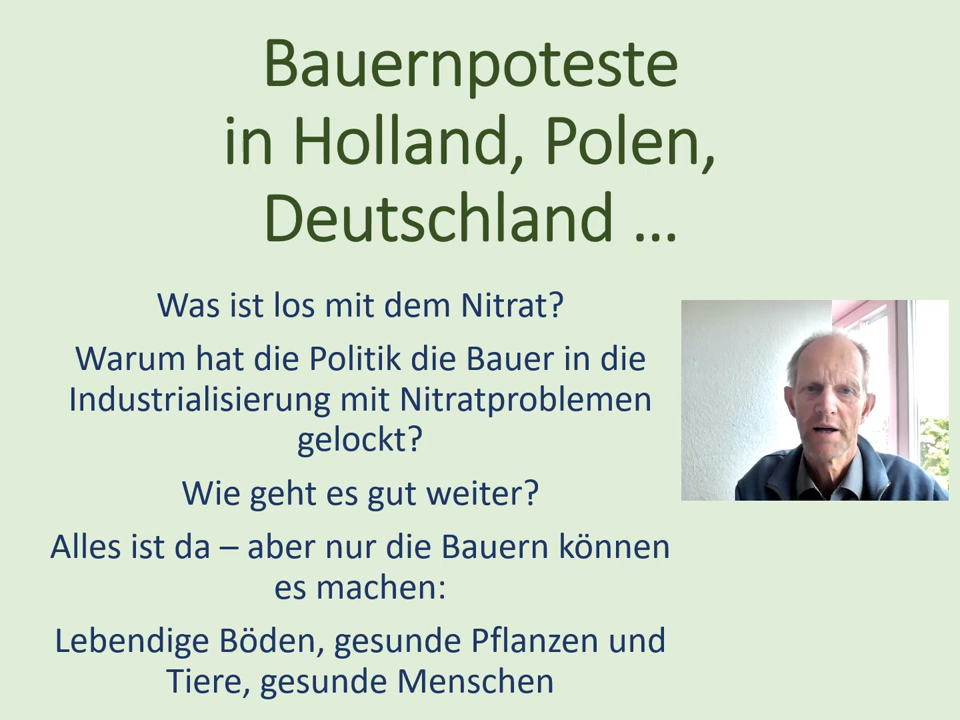 Bauernpoteste
in Holland, Polen,
Deutschland ...
Was ist los mit dem Nitrat?
Warum hat die Politik die Bauer in die
Industrialisierung mit Nitratproblemen
gelockt?
Wie geht es gut weiter?
Alles ist da – aber nur die Bauern können
es machen:
Lebendige Böden, gesunde Pflanzen und
Tiere, gesunde Menschen